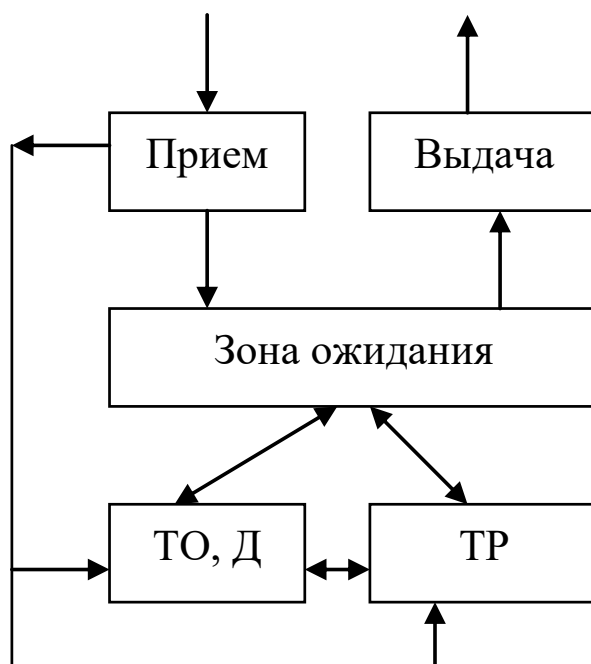 Прием
Выдача
Зона ожидания
ТО, Д
ТР